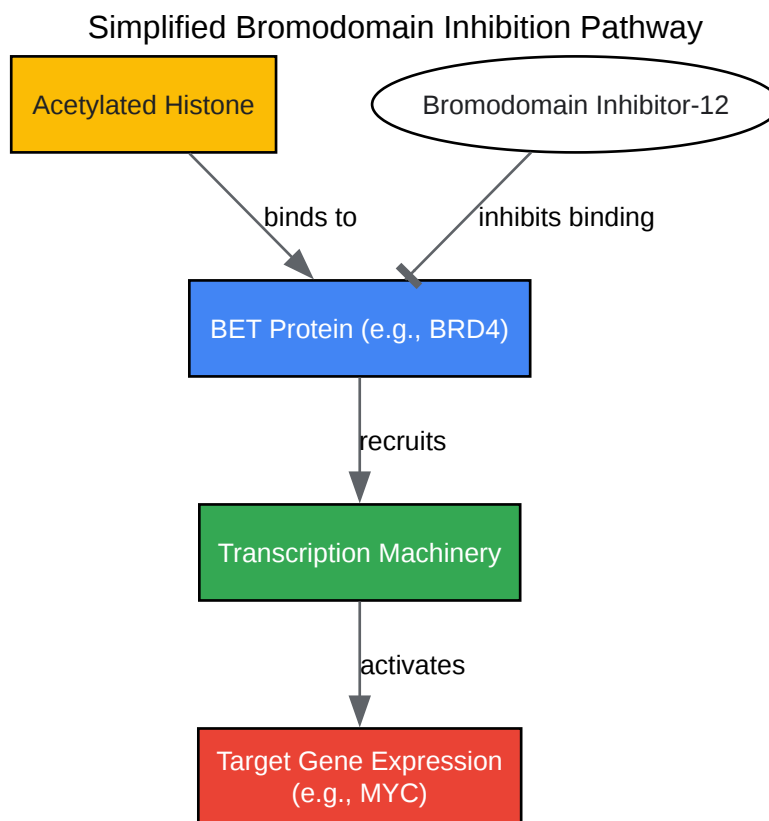 Simplified Bromodomain Inhibition Pathway
Acetylated Histone
Bromodomain Inhibitor-12
binds to
inhibits binding
BET Protein (e.g., BRD4)
recruits
Transcription Machinery
activates
Target Gene Expression
(e.g., MYC)